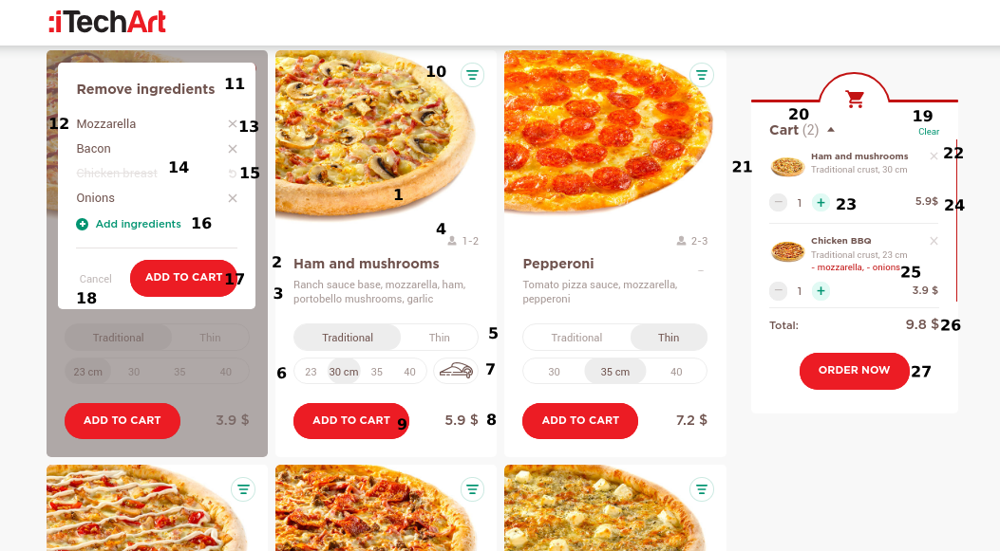 :iTechArt
Remove ingredients 11
12 Mozzarella 13
Bacon
Chicken breast 14 15
Onions
Add ingredients 16
Cancel ADD TO CART 17
18
Traditional Thin
23 cm 30 35 40
ADD TO CART 3.9 $
10
1
4
1-2
2 Ham and mushrooms
3 Ranch sauce base, mozzarella, ham,
portobello mushrooms, garlic
Traditional Thin 5
6 23 30 cm 35 40 7
ADD TO CART 9 5.9 $ 8
2-3
Pepperoni
Tomato pizza sauce, mozzarella,
pepperoni
Traditional Thin
30 35 cm 40
ADD TO CART 7.2 $
20 19
Cart (2) Clear
21 Ham and mushrooms 22
Traditional crust, 30 cm
1 + 23 5.9$ 24
Chicken BBQ
Traditional crust, 23 cm
- mozzarella, - onions 25
1 + 3.9 $
Total: 9.8 $ 26
ORDER NOW 27